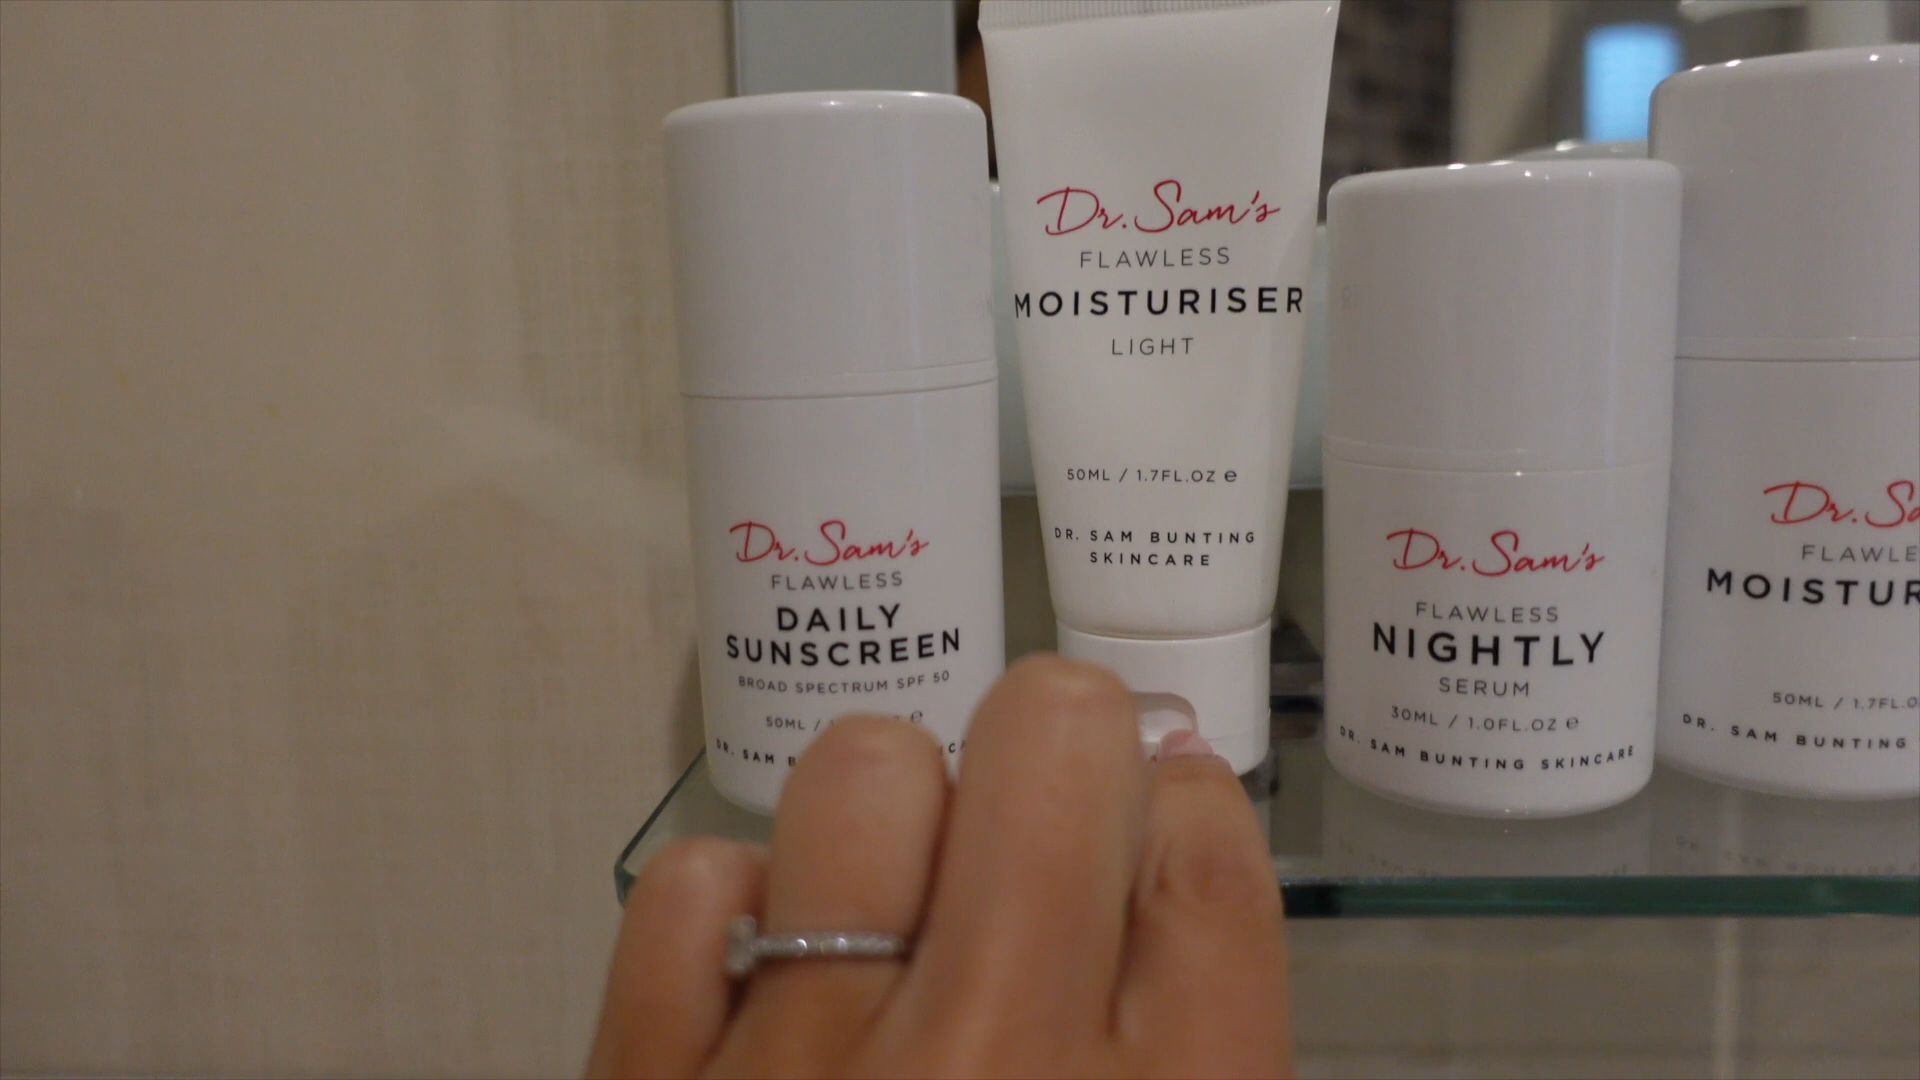 Dr. Sam's
FLAWLESS
DAILY
SUNSCREEN
BROAD SPECTRUM SPF 50
50ML /
DR. SAM
Dr. Sam's
FLAWLESS
MOISTURISER
LIGHT
50ML / 1.7FL.OZ e
DR. SAM BUNTING
SKINCARE
Dr. Sam's
FLAWLESS
NIGHTLY
SERUM
30ML / 1.0FL.OZ e
DR. SAM BUNTING SKINCARE
Dr. Sa
FLAWLE
MOISTUR
50ML / 1.7FL.O
DR. SAM BUNTING